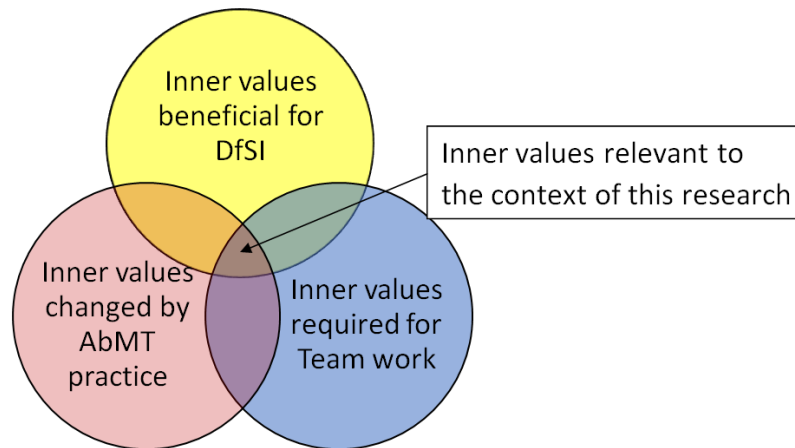 Inner values
beneficial for
DfSI
Inner values relevant to
the context of this research
Inner values
changed by
AbMT
practice
Inner values
required for
Team work